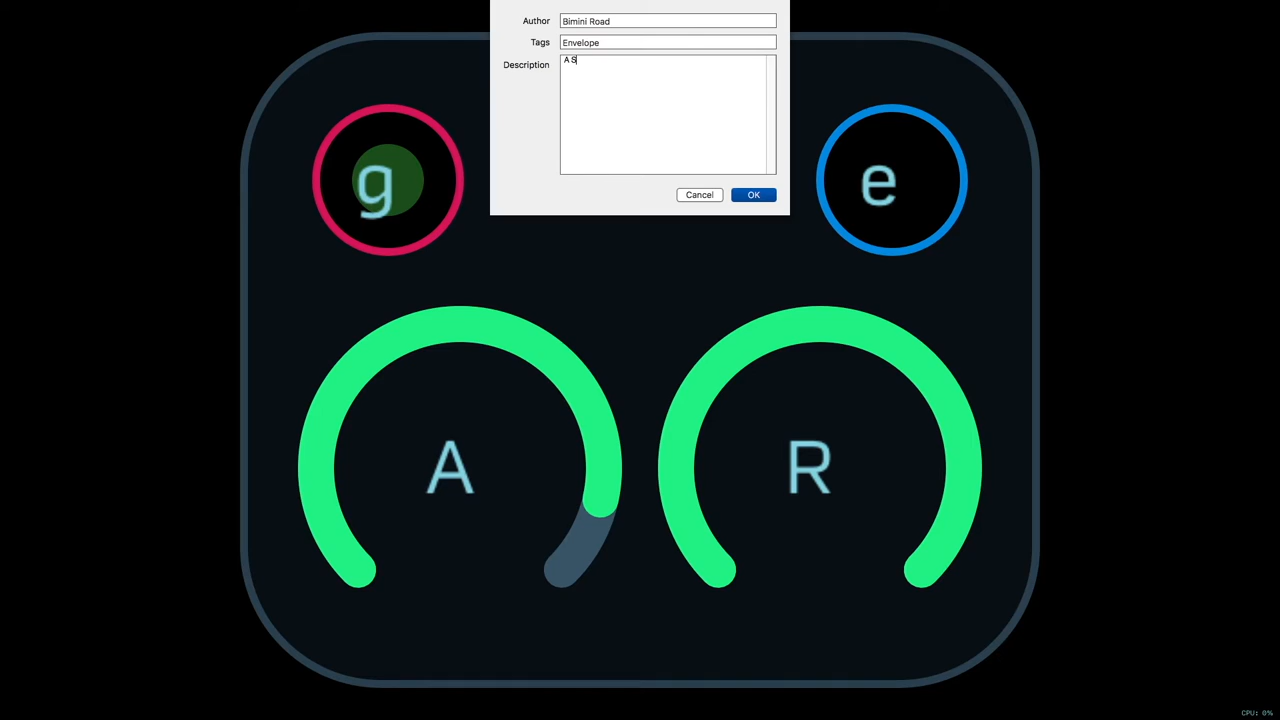 Author Bimini Road
Tags Envelope
Description A S
Cancel OK
g e
A R
CPU: 0%